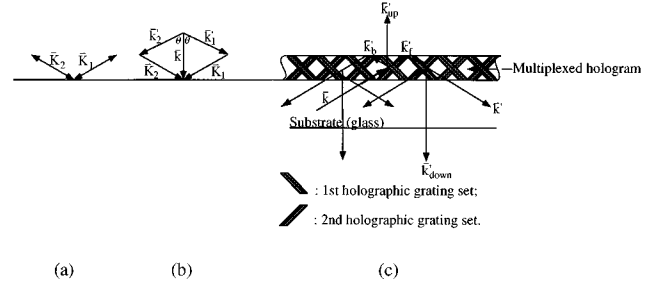 k̄'up
k̄'2 θ θ k̄'1 k̄'b k̄'f
K̄2 K̄1 K̄2 k̄ K̄1 Multiplexed hologram
k̄ k̄'
Substrate (glass)
k̄'down
: 1st holographic grating set;
: 2nd holographic grating set.
(a) (b) (c)